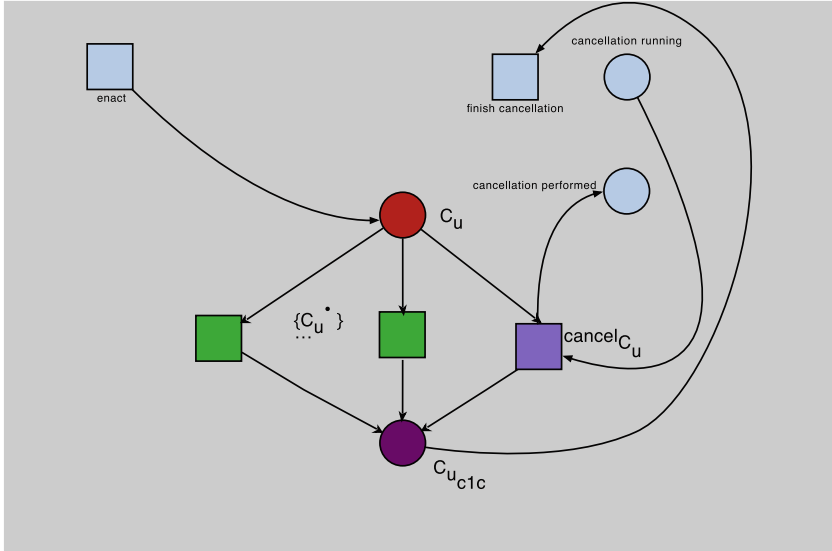 cancellation running
enact
finish cancellation
cancellation performed
Cu
{Cu•}
...
cancelCu
Cuc1c